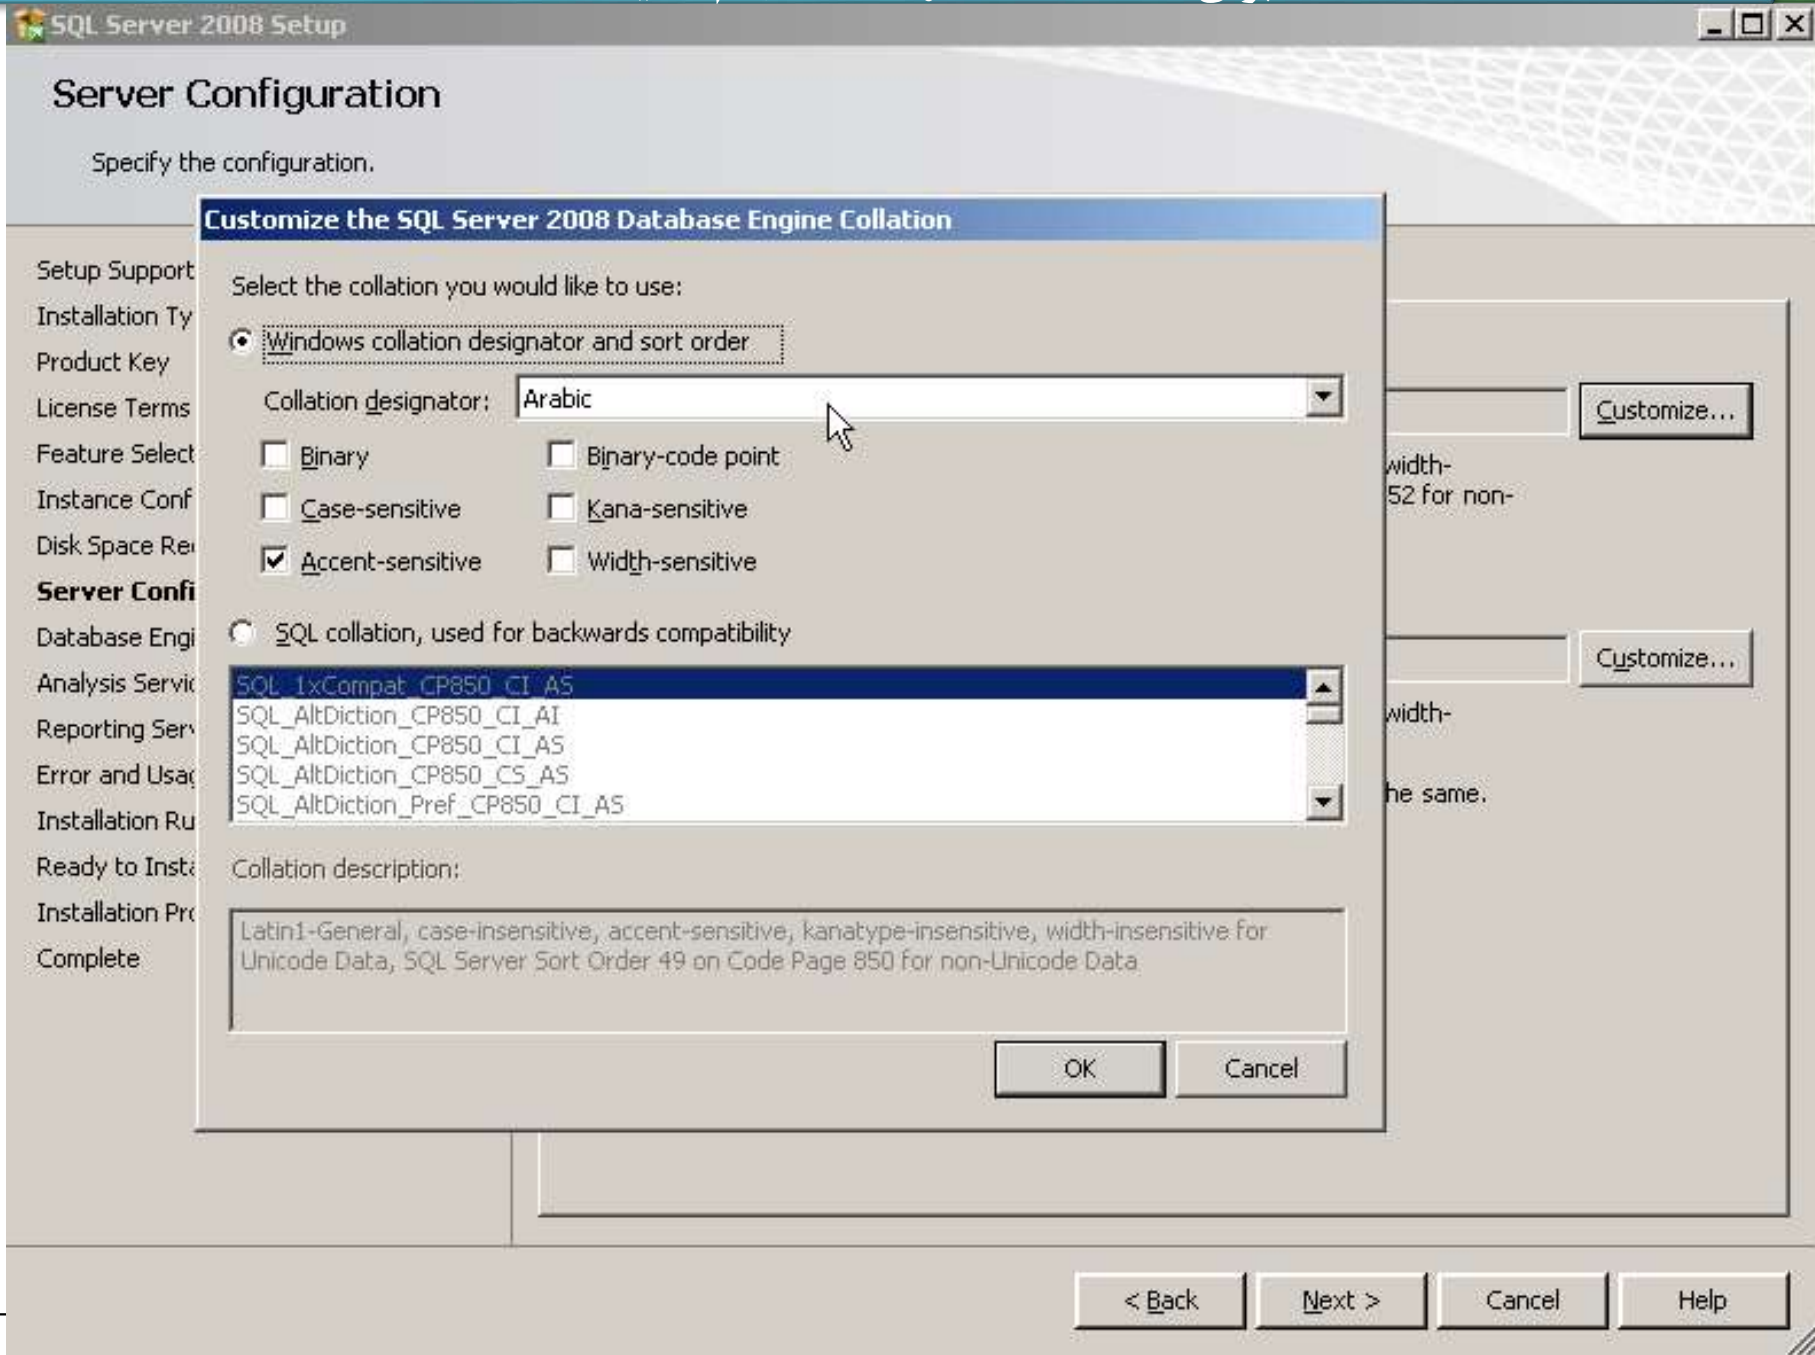 SQL Server 2008 Setup
Server Configuration
Specify the configuration.
Customize the SQL Server 2008 Database Engine Collation
Setup Support
Installation Ty
Product Key
License Terms
Feature Select
Instance Conf
Disk Space Re
Server Confi
Database Engi
Analysis Servic
Reporting Serv
Error and Usag
Installation Ru
Ready to Insta
Installation Pro
Complete
Select the collation you would like to use:
Windows collation designator and sort order
Collation designator: Arabic
Binary Binary-code point
Case-sensitive Kana-sensitive
Accent-sensitive Width-sensitive
SQL collation, used for backwards compatibility
SQL_1xCompat_CP850_CI_AS
SQL_AltDiction_CP850_CI_AI
SQL_AltDiction_CP850_CI_AS
SQL_AltDiction_CP850_CS_AS
SQL_AltDiction_Pref_CP850_CI_AS
Collation description:
Latin1-General, case-insensitive, accent-sensitive, kanatype-insensitive, width-insensitive for
Unicode Data, SQL Server Sort Order 49 on Code Page 850 for non-Unicode Data
OK Cancel
Customize...
width-
52 for non-
Customize...
width-
he same.
< Back Next > Cancel Help